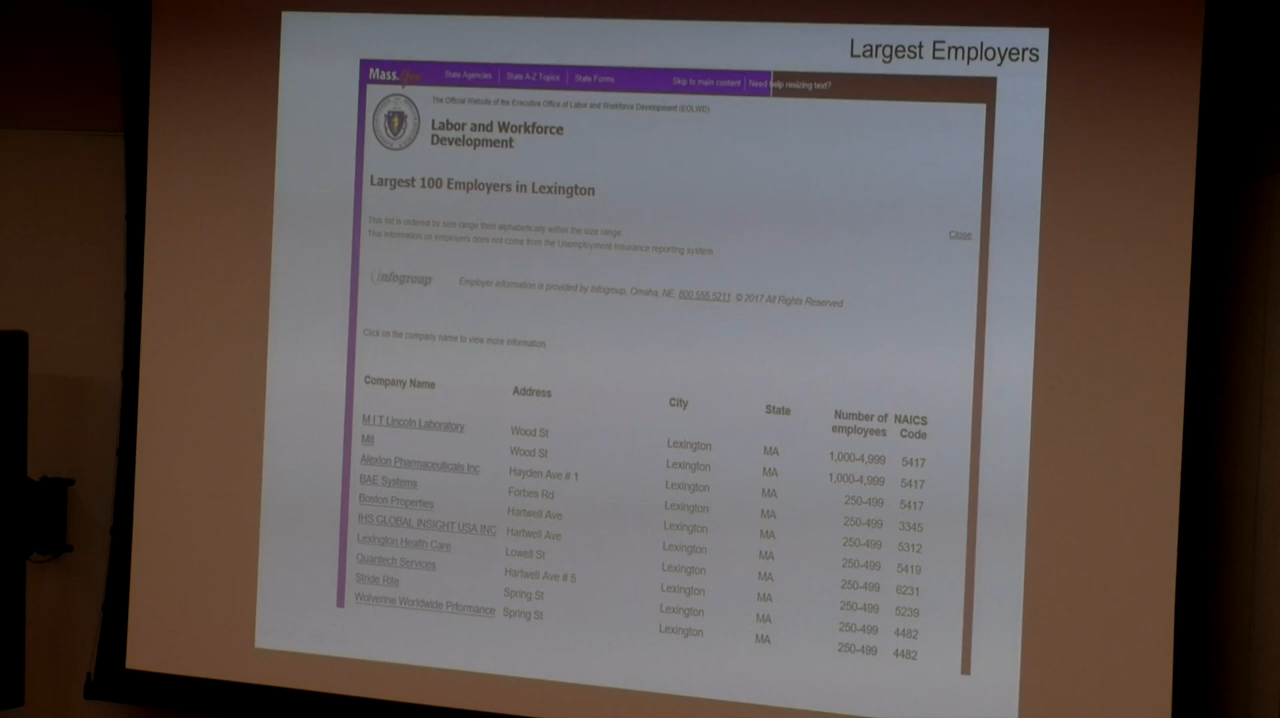 Largest Employers
Mass. State Agencies State A-Z Topics State Forms Skip to main content Need help resizing text?
The Official Website of the Executive Office of Labor and Workforce Development (EOLWD)
Labor and Workforce
Development
Largest 100 Employers in Lexington
This list is ordered by size range then alphabetically within the size range.
This information on employers does not come from the Unemployment Insurance reporting system.
Close
infogroup Employer information is provided by Infogroup, Omaha, NE, 800.555.5211. © 2017 All Rights Reserved
Click on the company name to view more information.
Company Name Address City State Number of employees NAICS Code
M I T Lincoln Laboratory Wood St Lexington MA 1,000-4,999 5417
Mit Wood St Lexington MA 1,000-4,999 5417
Alexion Pharmaceuticals Inc Hayden Ave # 1 Lexington MA 250-499 5417
BAE Systems Forbes Rd Lexington MA 250-499 3345
Boston Properties Hartwell Ave Lexington MA 250-499 5312
IHS GLOBAL INSIGHT USA INC Hartwell Ave Lexington MA 250-499 5419
Lexington Health Care Lowell St Lexington MA 250-499 6231
Quantech Services Hartwell Ave # 5 Lexington MA 250-499 5239
Stride Rite Spring St Lexington MA 250-499 4482
Wolverine Worldwide Prformance Spring St Lexington MA 250-499 4482